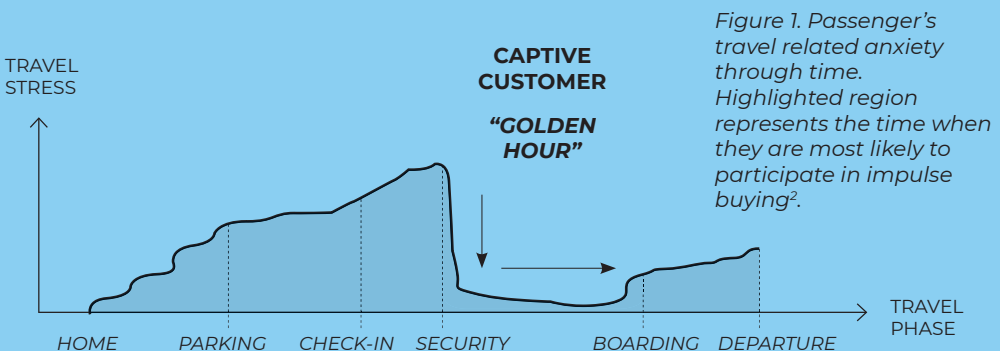 TRAVEL
STRESS
CAPTIVE
CUSTOMER
“GOLDEN
HOUR”
Figure 1. Passenger’s
travel related anxiety
through time.
Highlighted region
represents the time when
they are most likely to
participate in impulse
buying².
TRAVEL
PHASE
HOME PARKING CHECK-IN SECURITY BOARDING DEPARTURE